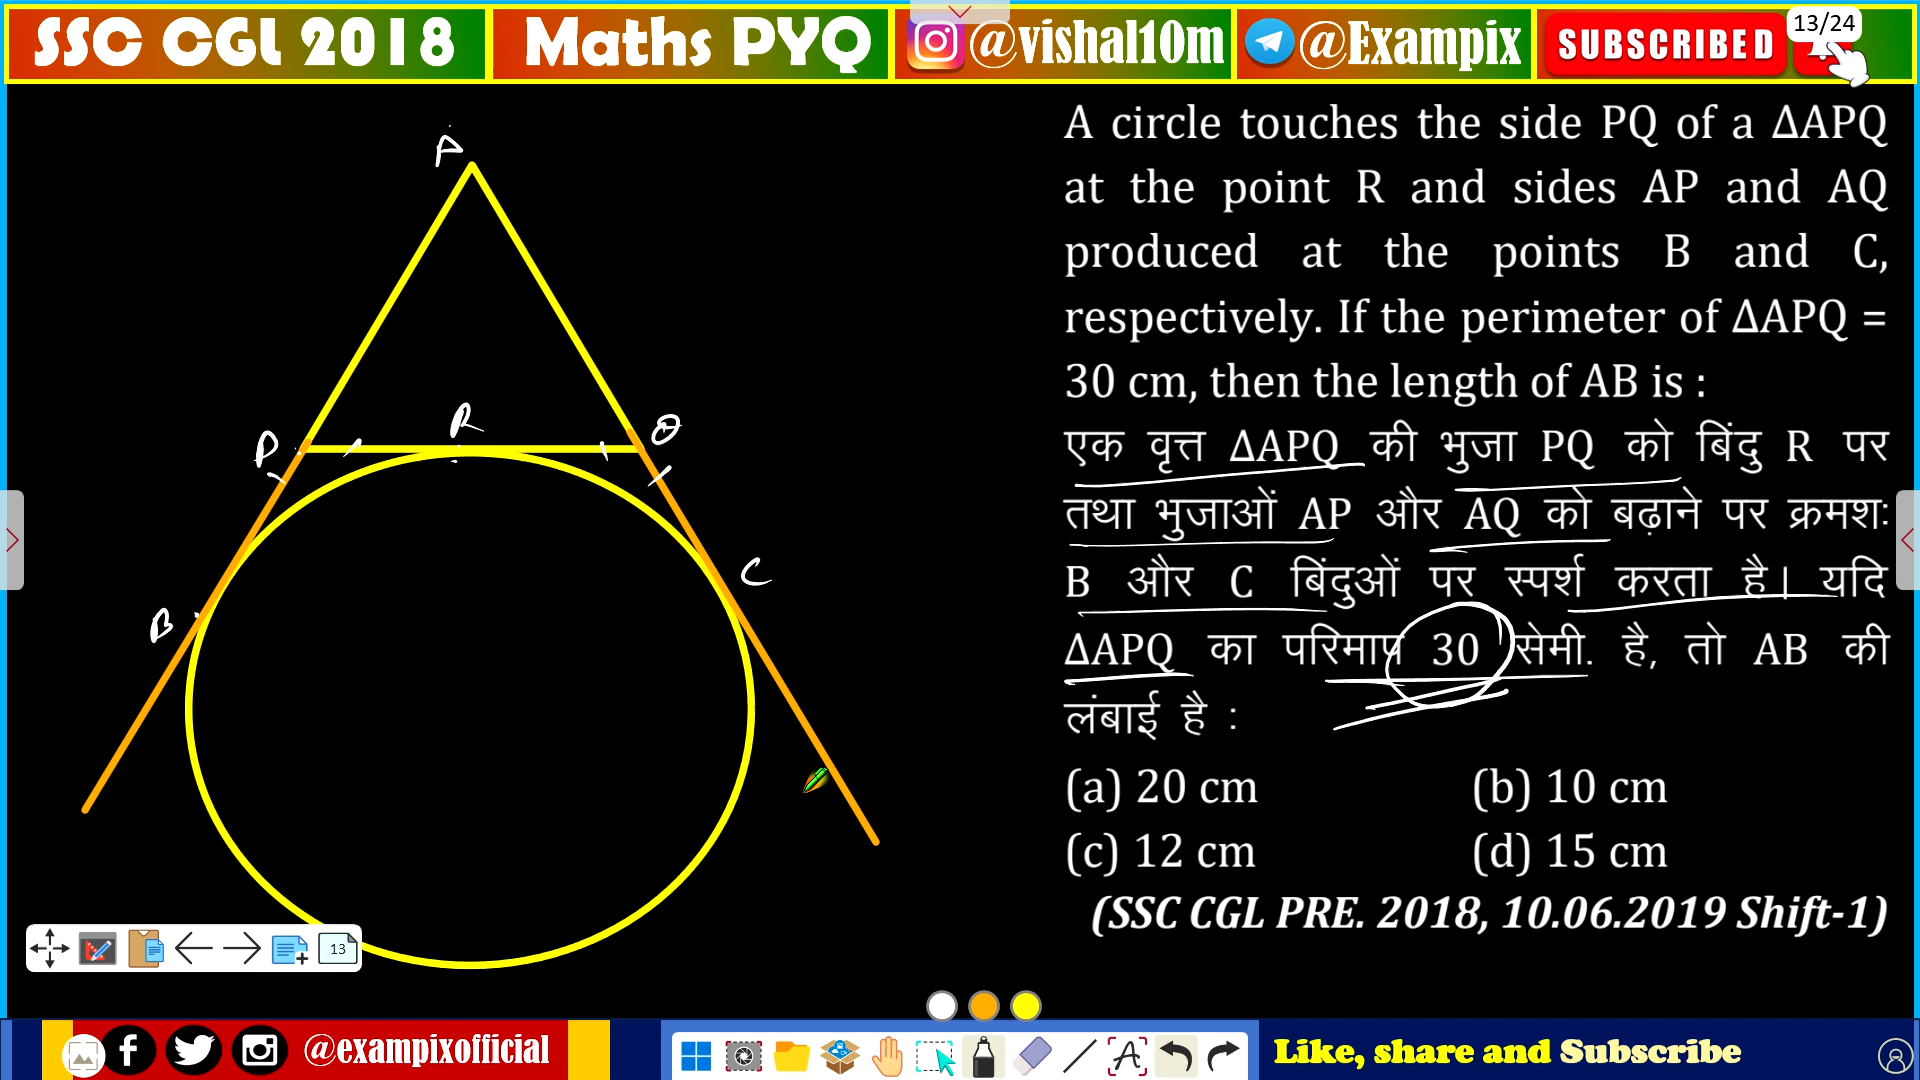 SSC CGL 2018 Maths PYQ @vishal10m @Exampix SUBSCRIBED 13/24
A circle touches the side PQ of a ΔAPQ
at the point R and sides AP and AQ
produced at the points B and C,
respectively. If the perimeter of ΔAPQ =
30 cm, then the length of AB is :
एक वृत्त ΔAPQ की भुजा PQ को बिंदु R पर
तथा भुजाओं AP और AQ को बढ़ाने पर क्रमशः
B और C बिंदुओं पर स्पर्श करता है। यदि
ΔAPQ का परिमाप 30 सेमी. है, तो AB की
लंबाई है :
(a) 20 cm (b) 10 cm
(c) 12 cm (d) 15 cm
(SSC CGL PRE. 2018, 10.06.2019 Shift-1)
A
P R Q
B C
13
@exampixofficial Like, share and Subscribe